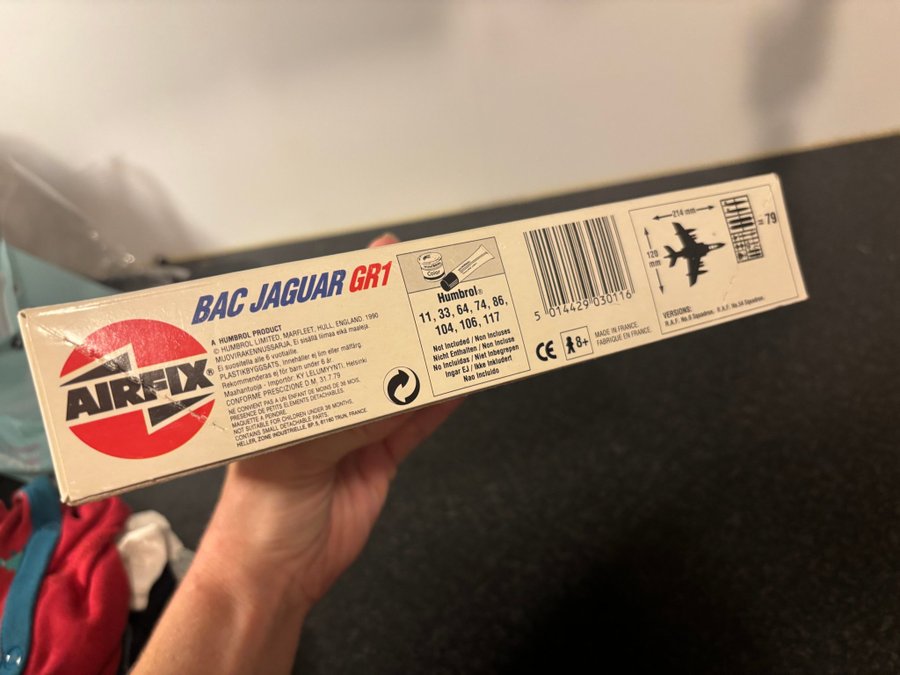 AIRFIX®
BAC JAGUAR GR1
A HUMBROL PRODUCT
© HUMBROL LIMITED, MARFLEET, HULL, ENGLAND, 1990
MUOVIRAKENNUSSARJA. Ei sisällä liimaa eikä maaleja.
Ei suositella alle 6 vuotiaille.
PLASTIKBYGGSATS. Innehåller ej lim eller målfärg.
Rekommenderas ej för barn under 6 år.
Maahantuoja - Importör: KY LELUMYYNTI, Helsinki
CONFORME PRESCIZIONE D.M. 31.7.79
NE CONVIENT PAS A UN ENFANT DE MOINS DE 36 MOIS.
PRESENCE DE PETITS ELEMENTS DETACHABLES.
MAQUETTE A PEINDRE.
NOT SUITABLE FOR CHILDREN UNDER 36 MONTHS.
CONTAINS SMALL DETACHABLE PARTS.
HELLER, ZONE INDUSTRIELLE, BP.5, 61160 TRUN, FRANCE.
Color
Humbrol®
11, 33, 64, 74, 86,
104, 106, 117
Not Included / Non Incluses
Nicht Enthalten / Non Incluse
No Incluidas / Niet Inbegrepen
Ingar EJ / Ikke Inkludert
Nao Incluido
5 014429 030116
CE
8+
MADE IN FRANCE.
FABRIQUE EN FRANCE.
214 mm
120
mm
= 79
VERSIONS:
R.A.F. No.6 Squadron.
R.A.F. No.54 Squadron.